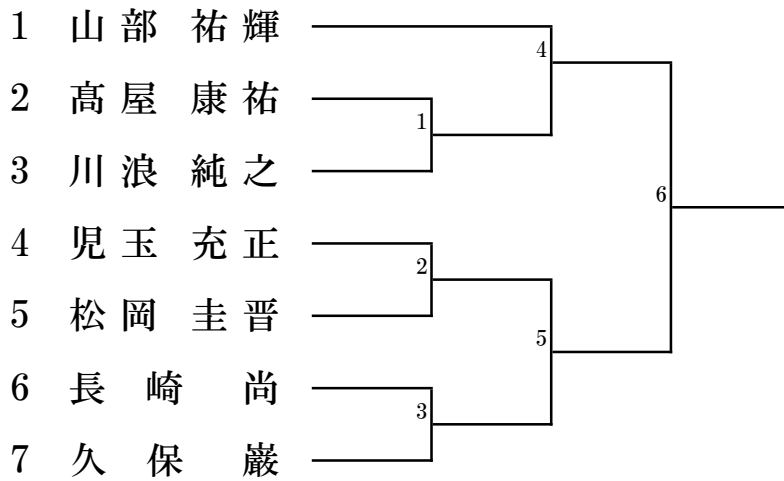 1 山部 祐輝
4
2 髙屋 康祐
1
3 川浪 純之
6
4 児玉 充正
2
5 松岡 圭晋
5
6 長崎 尚
3
7 久保 巌